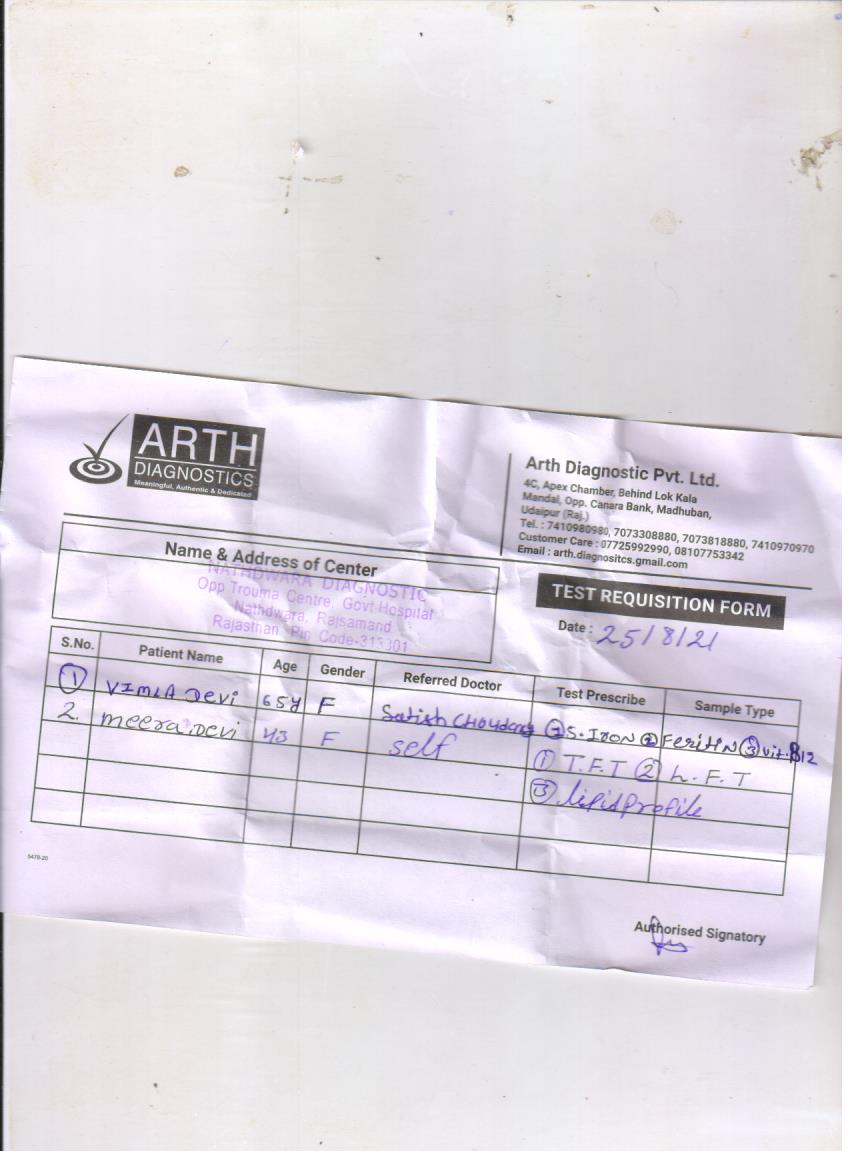 ARTH
DIAGNOSTICS
Meaningful, Authentic & Dedicated
Arth Diagnostic Pvt. Ltd.
4C, Apex Chamber, Behind Lok Kala
Mandal, Opp. Canara Bank, Madhuban,
Udaipur (Raj.)
Tel. : 7410980980, 7073308880, 7073818880, 7410970970
Customer Care : 07725992990, 08107753342
Email : arth.diagnositcs.gmail.com
Name & Address of Center
NATHDWARA DIAGNOSTIC
Opp Trouma Centre, Govt Hospital
Nathdwara, Rajsamand
Rajasthan, Pin Code-313301
TEST REQUISITION FORM
Date : 25/8/21
S.No. Patient Name Age Gender Referred Doctor Test Prescribe Sample Type
1 VIMLA Devi 65y F Satish CHOUDARY 1 S. IRON 2 FeRitiN 3 vit. B12
2. meera Devi 43 F self 1 T.F.T 2 L.F.T
3 lipid profile
5478-20
Authorised Signatory